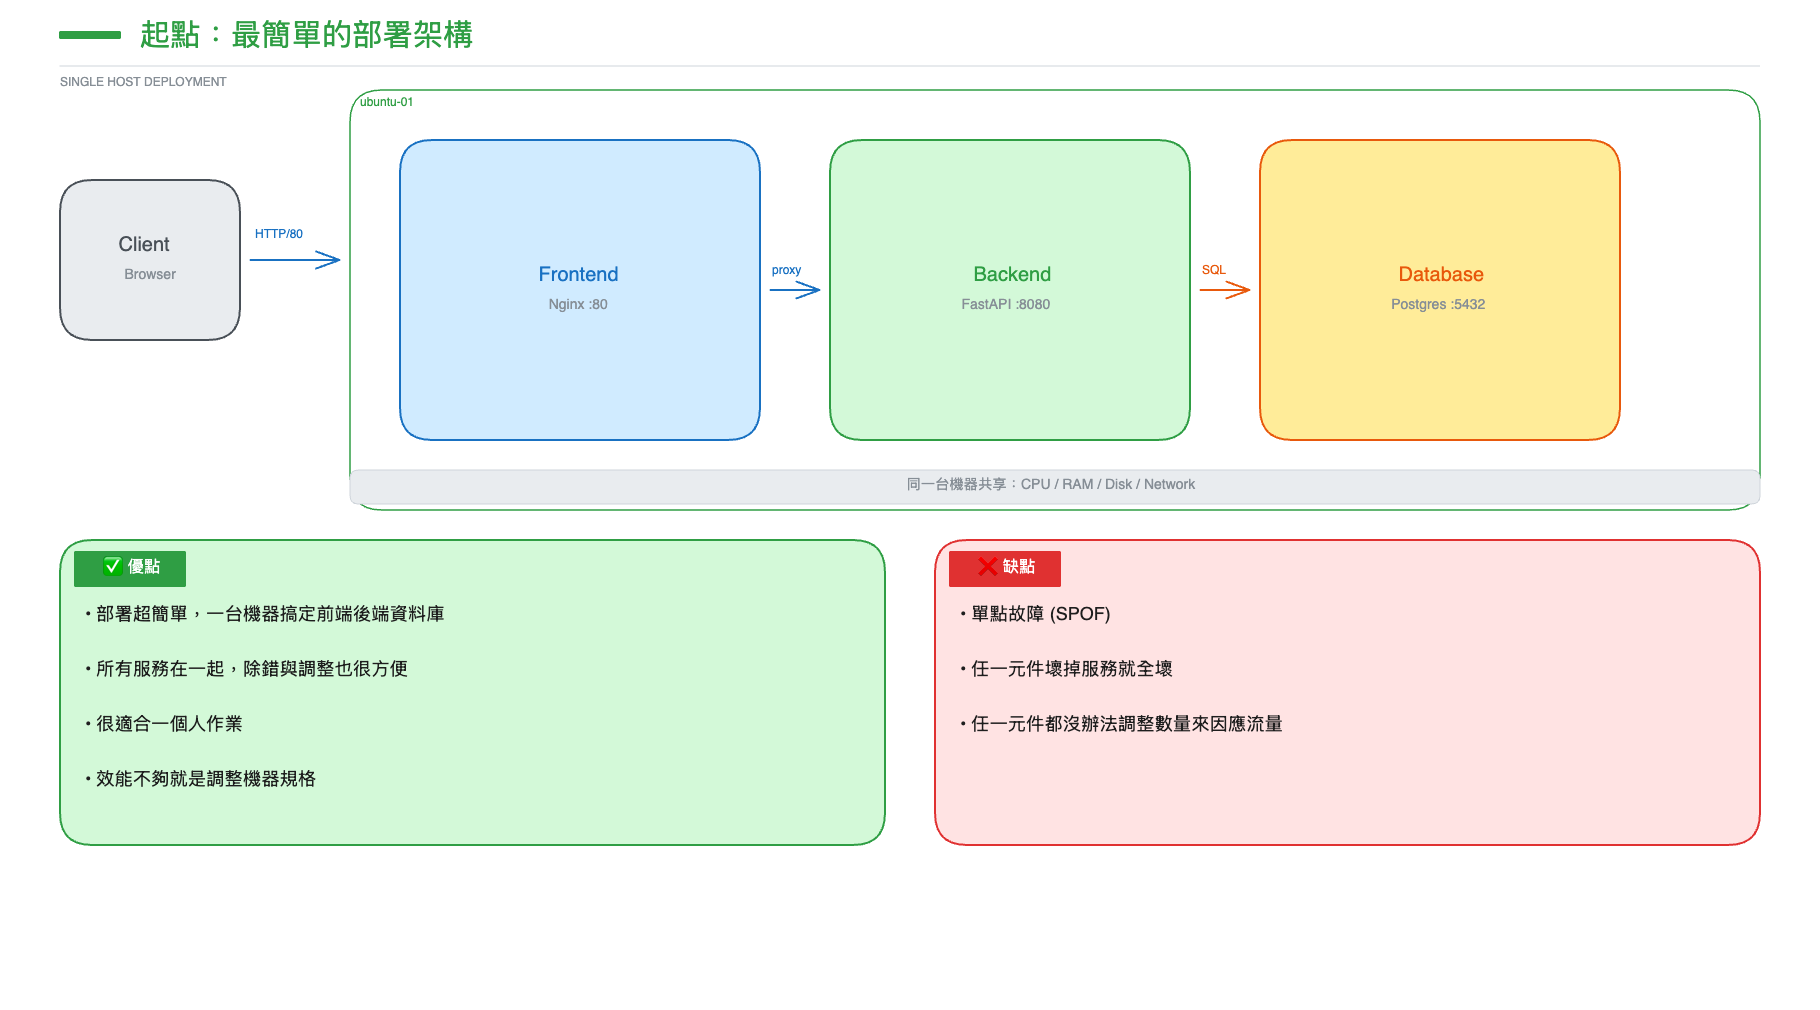 起點：最簡單的部署架構
SINGLE HOST DEPLOYMENT
ubuntu-01
Client
Browser
HTTP/80
Frontend
Nginx :80
proxy
Backend
FastAPI :8080
SQL
Database
Postgres :5432
同一台機器共享：CPU / RAM / Disk / Network
✅ 優點
• 部署超簡單，一台機器搞定前端後端資料庫
• 所有服務在一起，除錯與調整也很方便
• 很適合一個人作業
• 效能不夠就是調整機器規格
❌ 缺點
• 單點故障 (SPOF)
• 任一元件壞掉服務就全壞
• 任一元件都沒辦法調整數量來因應流量